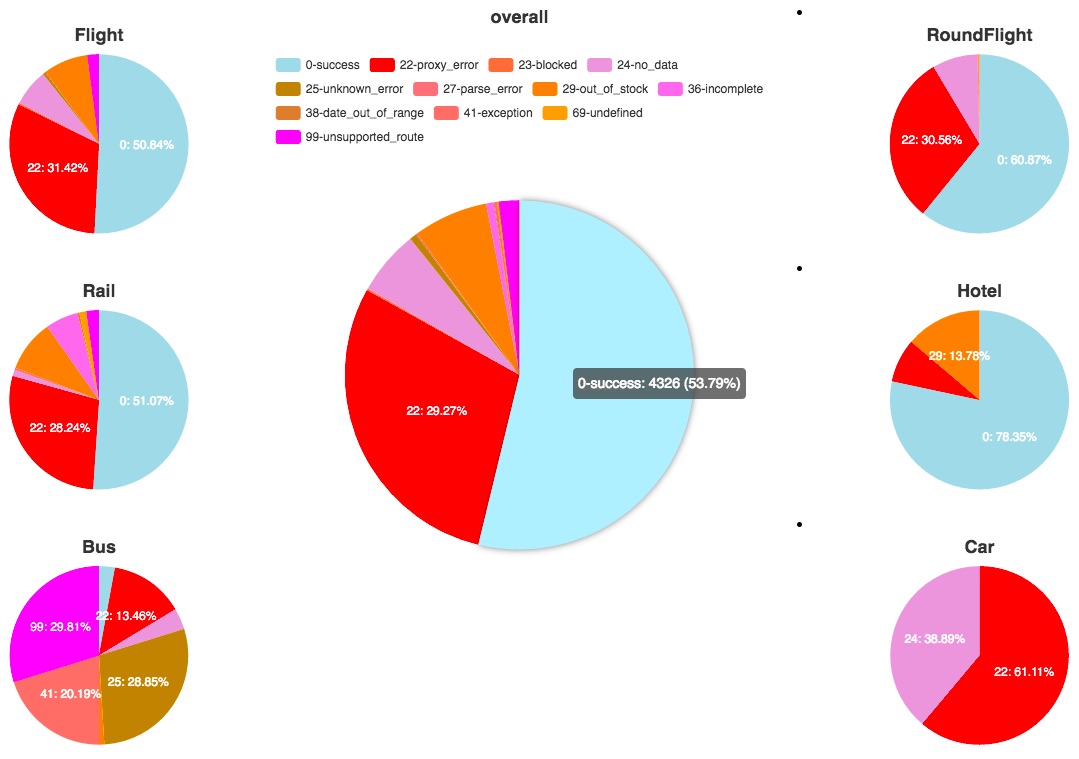 overall
Flight
RoundFlight
0-success 22-proxy_error 23-blocked 24-no_data
25-unknown_error 27-parse_error 29-out_of_stock 36-incomplete
38-date_out_of_range 41-exception 69-undefined
99-unsupported_route
0: 50.84%
22: 31.42%
22: 30.56%
0: 60.87%
Rail
Hotel
0: 51.07%
22: 28.24%
0-success: 4326 (53.79%)
22: 29.27%
29: 13.78%
0: 78.35%
Bus
Car
22: 13.46%
99: 29.81%
25: 28.85%
41: 20.19%
24: 38.89%
22: 61.11%